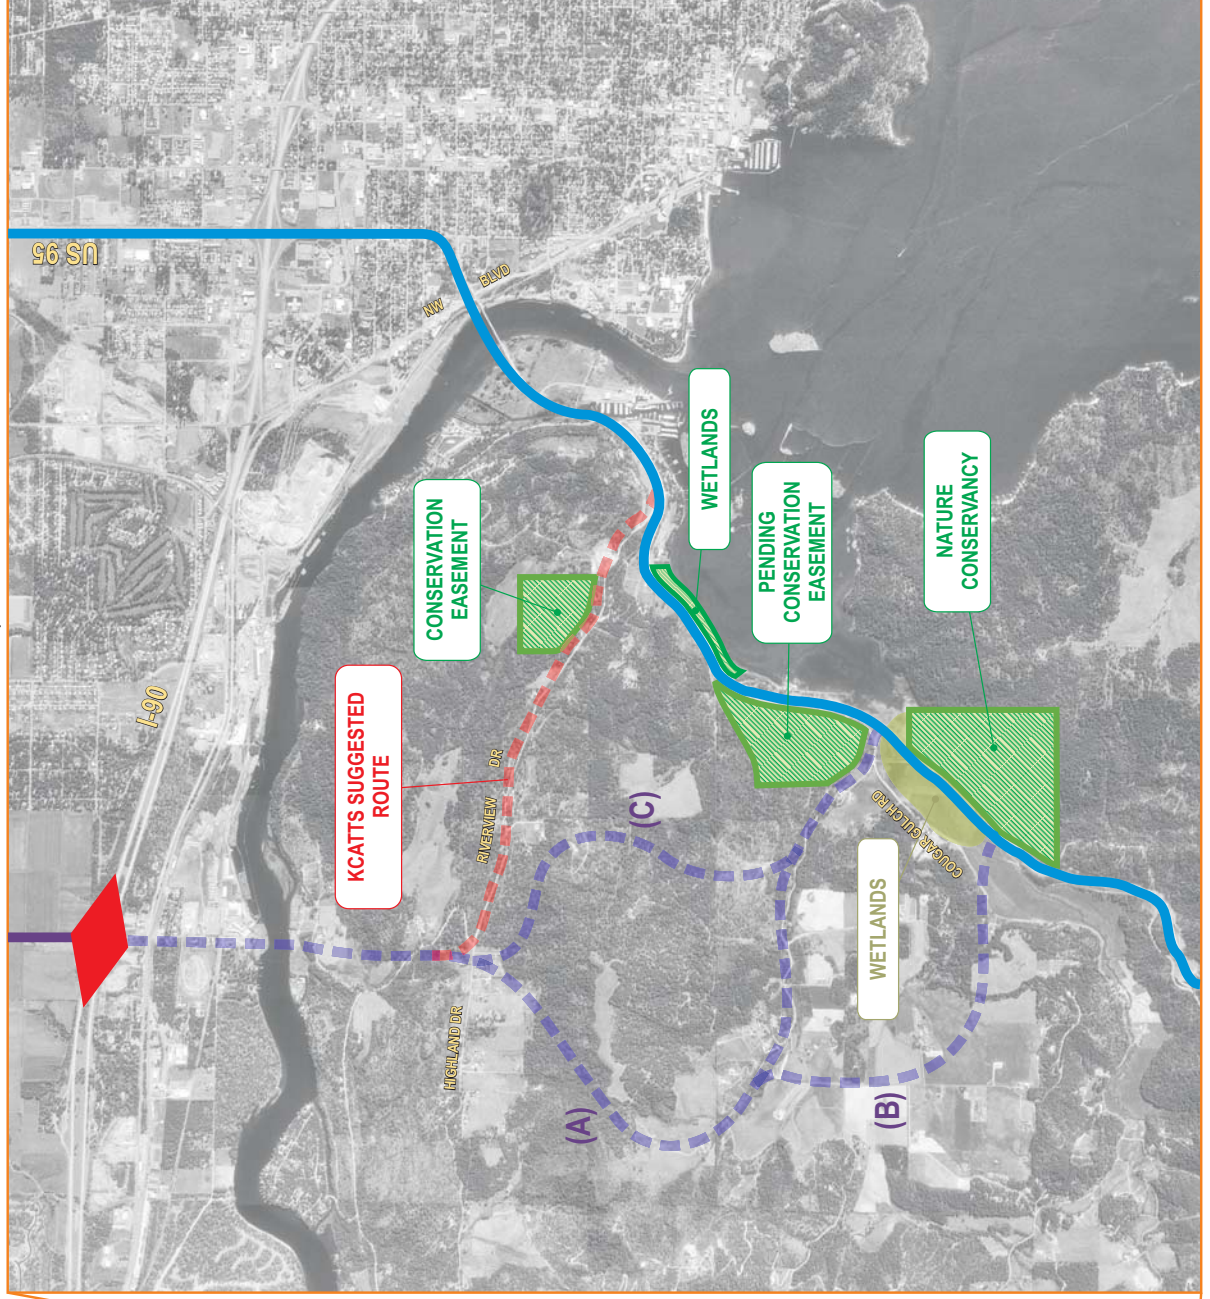 US 95
NW
BLVD
I-90
CONSERVATION
EASEMENT
WETLANDS
PENDING
CONSERVATION
EASEMENT
NATURE
CONSERVANCY
KCATTS SUGGESTED
ROUTE
RIVERVIEW
DR
(C)
COUGAR GULCH RD
WETLANDS
HIGHLAND DR
(A)
(B)